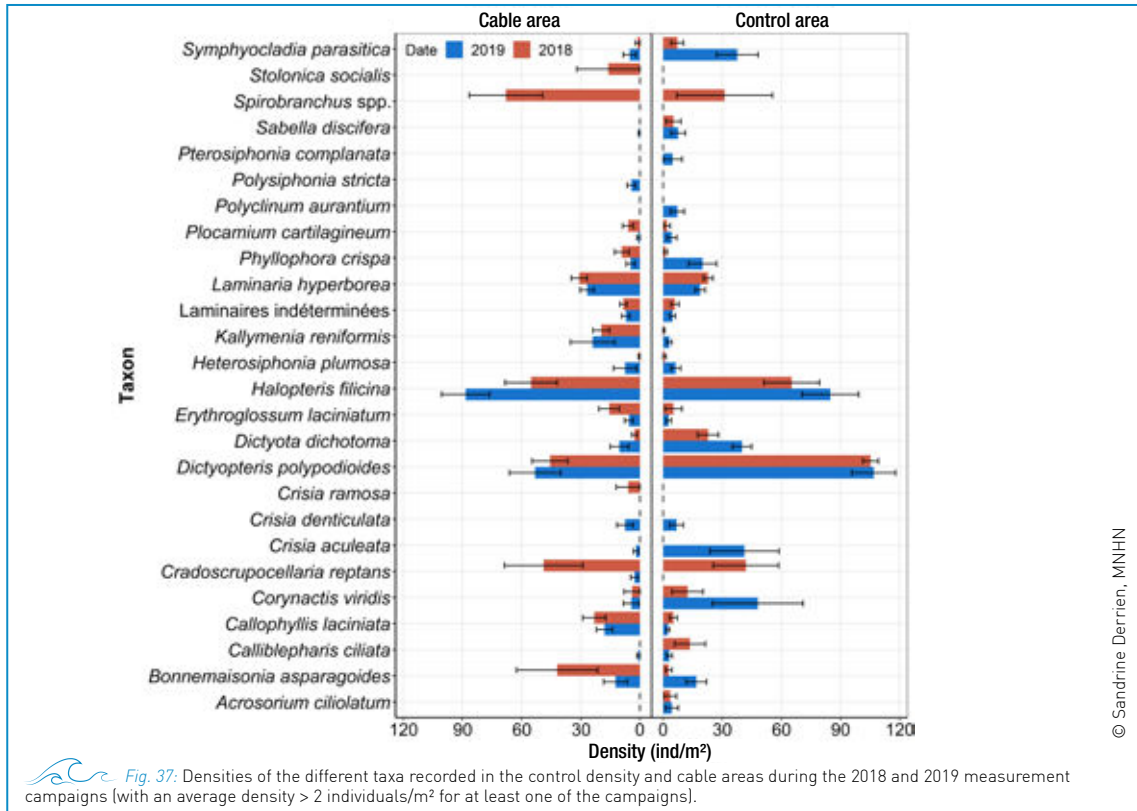 Cable area Control area
Date 2019 2018
Symphyocladia parasitica
Stolonica socialis
Spirobranchus spp.
Sabella discifera
Pterosiphonia complanata
Polysiphonia stricta
Polyclinum aurantium
Plocamium cartilagineum
Phyllophora crispa
Laminaria hyperborea
Laminaires indéterminées
Kallymenia reniformis
Heterosiphonia plumosa
Halopteris filicina
Erythroglossum laciniatum
Dictyota dichotoma
Dictyopteris polypodioides
Crisia ramosa
Crisia denticulata
Crisia aculeata
Cradoscrupocellaria reptans
Corynactis viridis
Callophyllis laciniata
Calliblepharis ciliata
Bonnemaisonia asparagoides
Acrosorium ciliolatum
Taxon
120 90 60 30 0 0 30 60 90 120
Density (ind/m²)
© Sandrine Derrien, MNHN
Fig. 37: Densities of the different taxa recorded in the control density and cable areas during the 2018 and 2019 measurement
campaigns (with an average density > 2 individuals/m² for at least one of the campaigns).